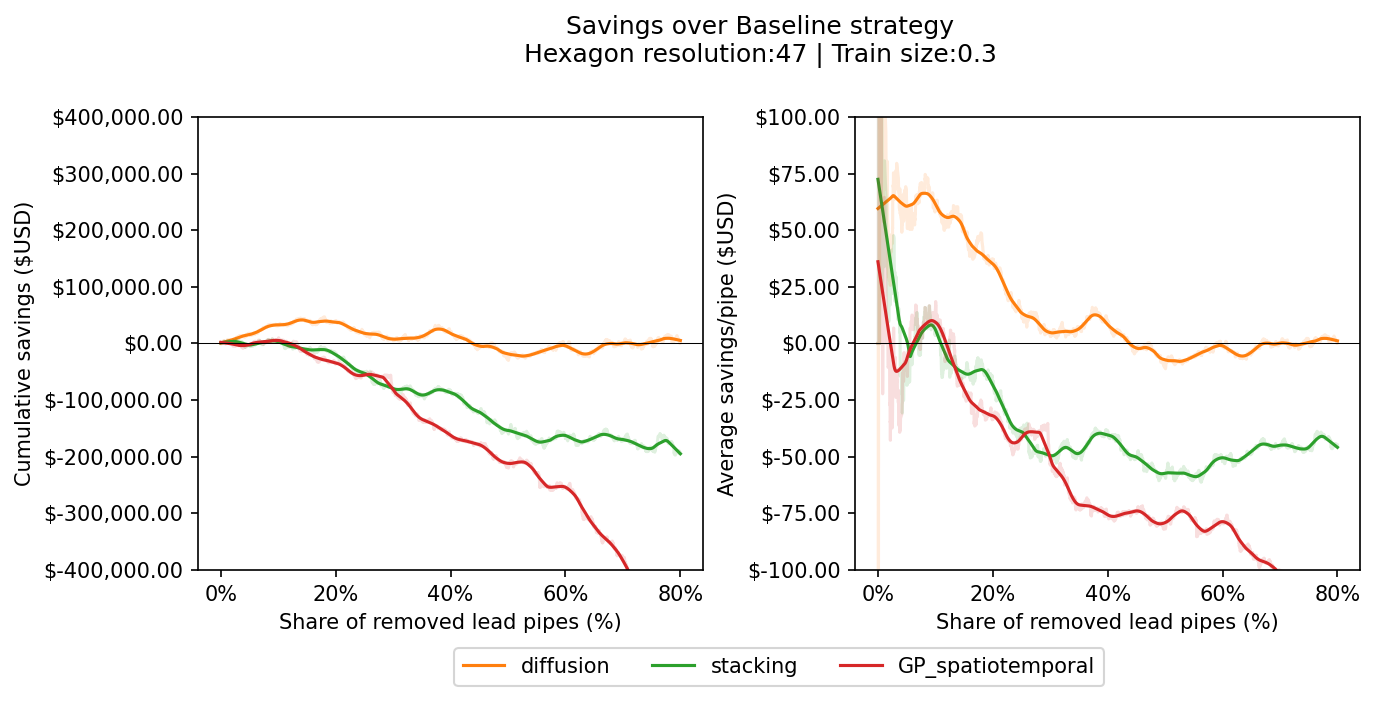 Savings over Baseline strategy
Hexagon resolution:47 | Train size:0.3
Cumulative savings ($USD)
$400,000.00
$300,000.00
$200,000.00
$100,000.00
$0.00
$-100,000.00
$-200,000.00
$-300,000.00
$-400,000.00
0% 20% 40% 60% 80%
Share of removed lead pipes (%)
Average savings/pipe ($USD)
$100.00
$75.00
$50.00
$25.00
$0.00
$-25.00
$-50.00
$-75.00
$-100.00
0% 20% 40% 60% 80%
Share of removed lead pipes (%)
diffusion stacking GP_spatiotemporal